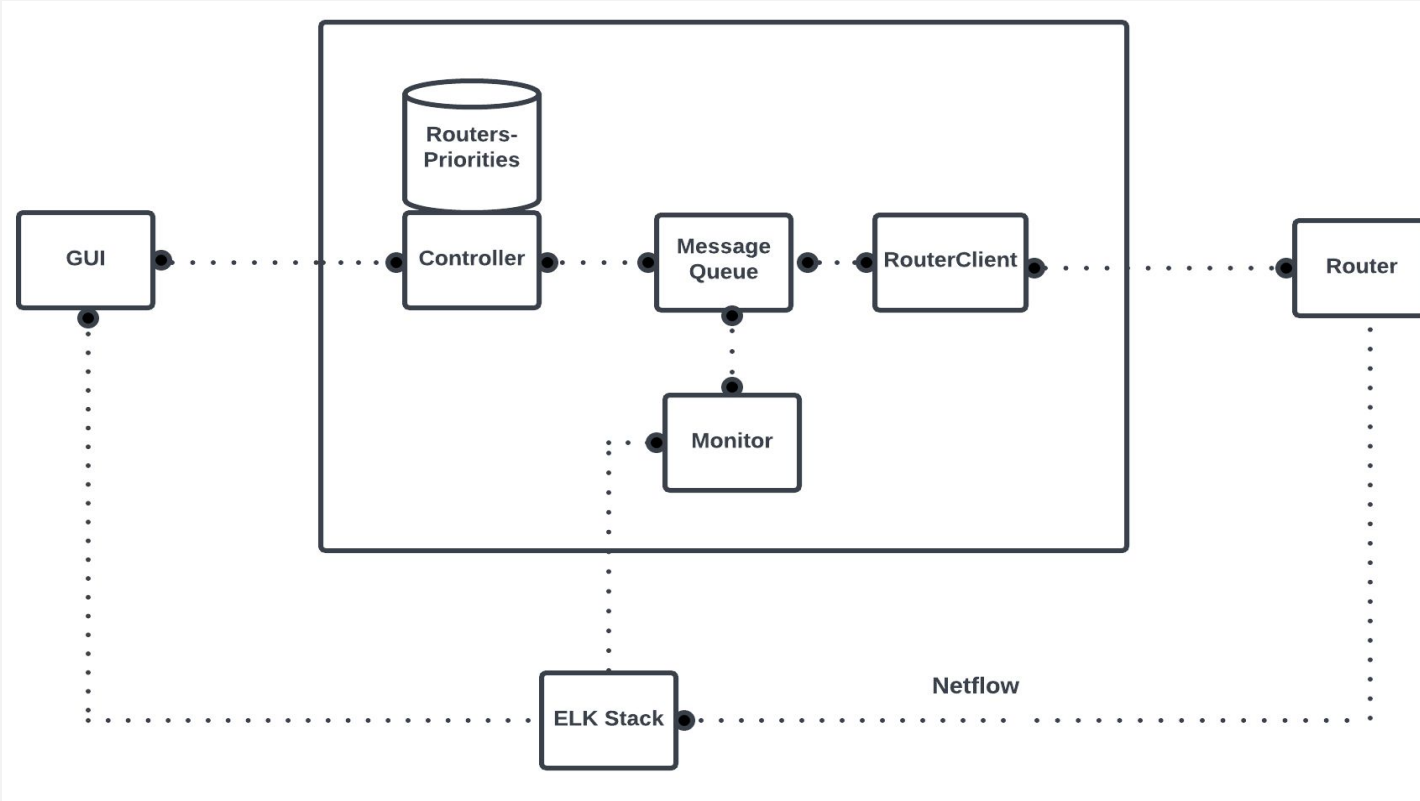 Routers-
Priorities
GUI
Controller
Message
Queue
RouterClient
Router
Monitor
Netflow
ELK Stack